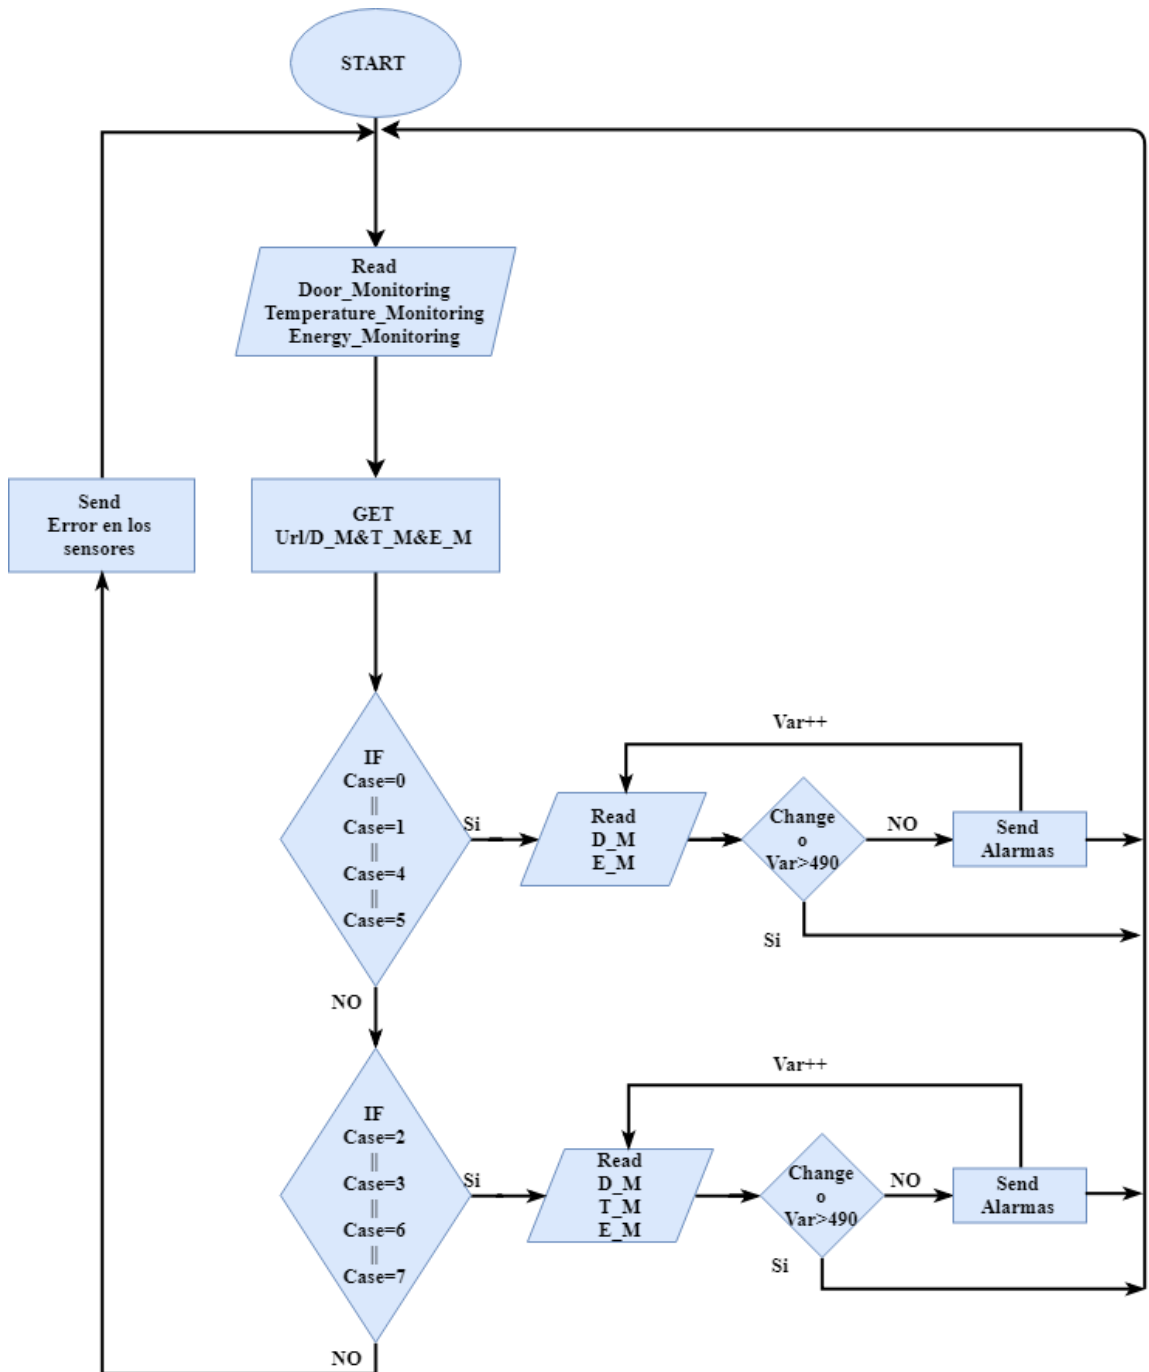 START
Read
Door_Monitoring
Temperature_Monitoring
Energy_Monitoring
Send
Error en los
sensores
GET
Url/D_M&T_M&E_M
IF
Case=0
||
Case=1
||
Case=4
||
Case=5
Si
NO
Var++
Read
D_M
E_M
Change
o
Var>490
NO
Si
Send
Alarmas
IF
Case=2
||
Case=3
||
Case=6
||
Case=7
Si
NO
Var++
Read
D_M
T_M
E_M
Change
o
Var>490
NO
Si
Send
Alarmas